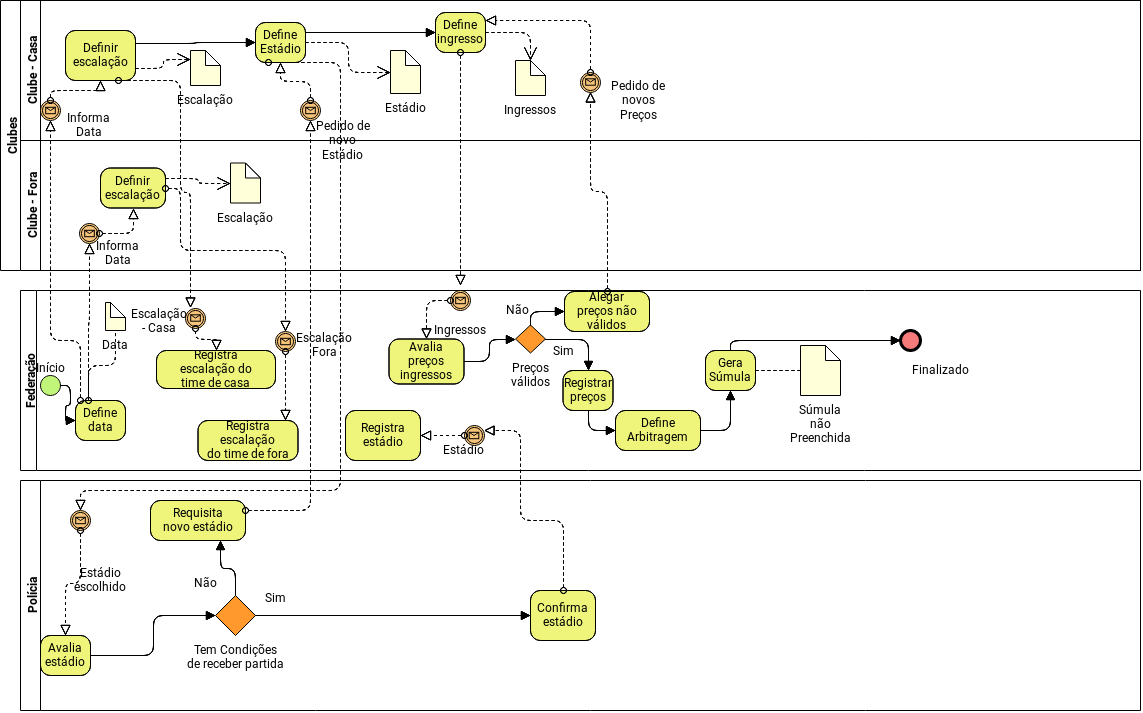 Clubes
Clube - Casa
Definir
escalação
Escalação
Informa
Data
Define
Estádio
Estádio
Pedido de
novo
Estádio
Define
ingresso
Ingressos
Pedido de
novos
Preços
Clube - Fora
Definir
escalação
Escalação
Informa
Data
Federação
Início
Define
data
Data
Escalação
- Casa
Registra
escalação do
time de casa
Escalação
Fora
Registra
escalação
do time de fora
Ingressos
Avalia
preços
ingressos
Preços
válidos
Não
Sim
Alegar
preços não
válidos
Registrar
preços
Define
Arbitragem
Gera
Súmula
Súmula
não
Preenchida
Finalizado
Registra
estádio
Estádio
Polícia
Estádio
escolhido
Avalia
estádio
Requisita
novo estádio
Não
Sim
Tem Condições
de receber partida
Confirma
estádio